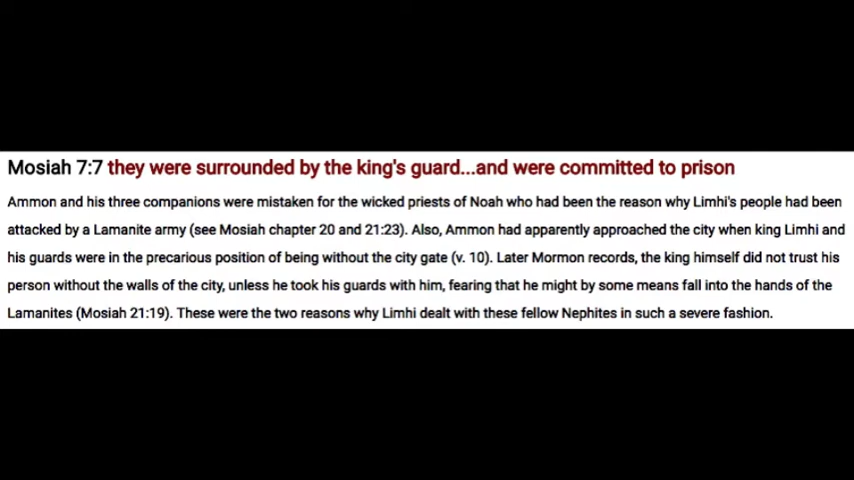 Mosiah 7:7 they were surrounded by the king's guard...and were committed to prison
Ammon and his three companions were mistaken for the wicked priests of Noah who had been the reason why Limhi's people had been
attacked by a Lamanite army (see Mosiah chapter 20 and 21:23). Also, Ammon had apparently approached the city when king Limhi and
his guards were in the precarious position of being without the city gate (v. 10). Later Mormon records, the king himself did not trust his
person without the walls of the city, unless he took his guards with him, fearing that he might by some means fall into the hands of the
Lamanites (Mosiah 21:19). These were the two reasons why Limhi dealt with these fellow Nephites in such a severe fashion.